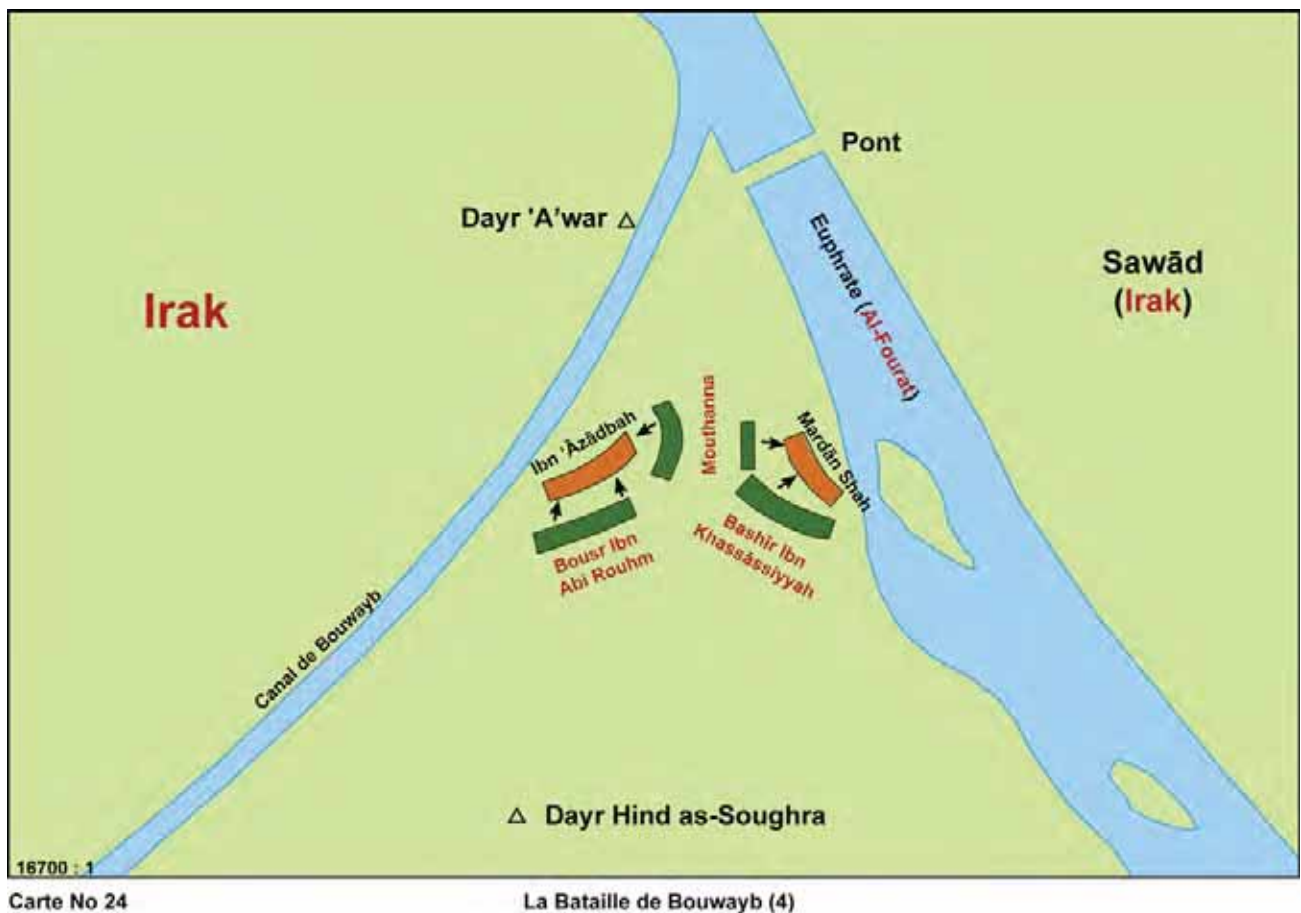 Pont
Dayr 'A'war
Euphrate (Al-Fourat)
Sawād
(Irak)
Irak
Mouthanna
Ibn 'Àzādbah
Mardān Shah
Bousr Ibn
Abi Rouhm
Bashīr Ibn
Khassāssiyyah
Canal de Bouwayb
Dayr Hind as-Soughra
16700 : 1
Carte No 24
La Bataille de Bouwayb (4)